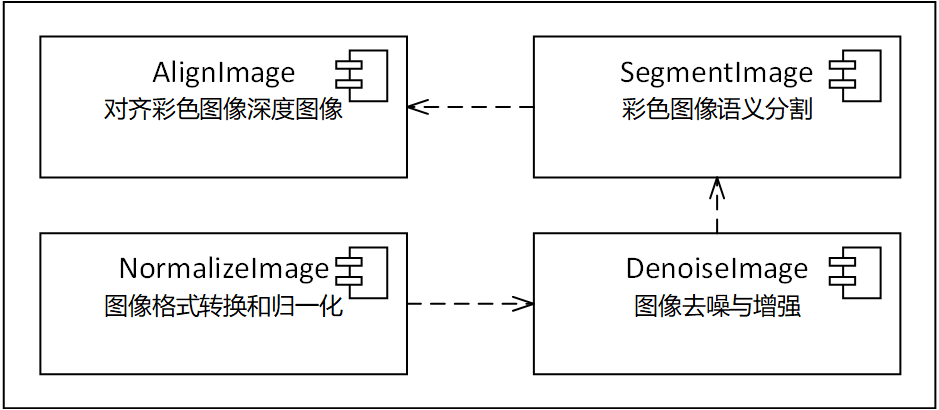 AlignImage
对齐彩色图像深度图像
SegmentImage
彩色图像语义分割
NormalizeImage
图像格式转换和归一化
DenoiseImage
图像去噪与增强